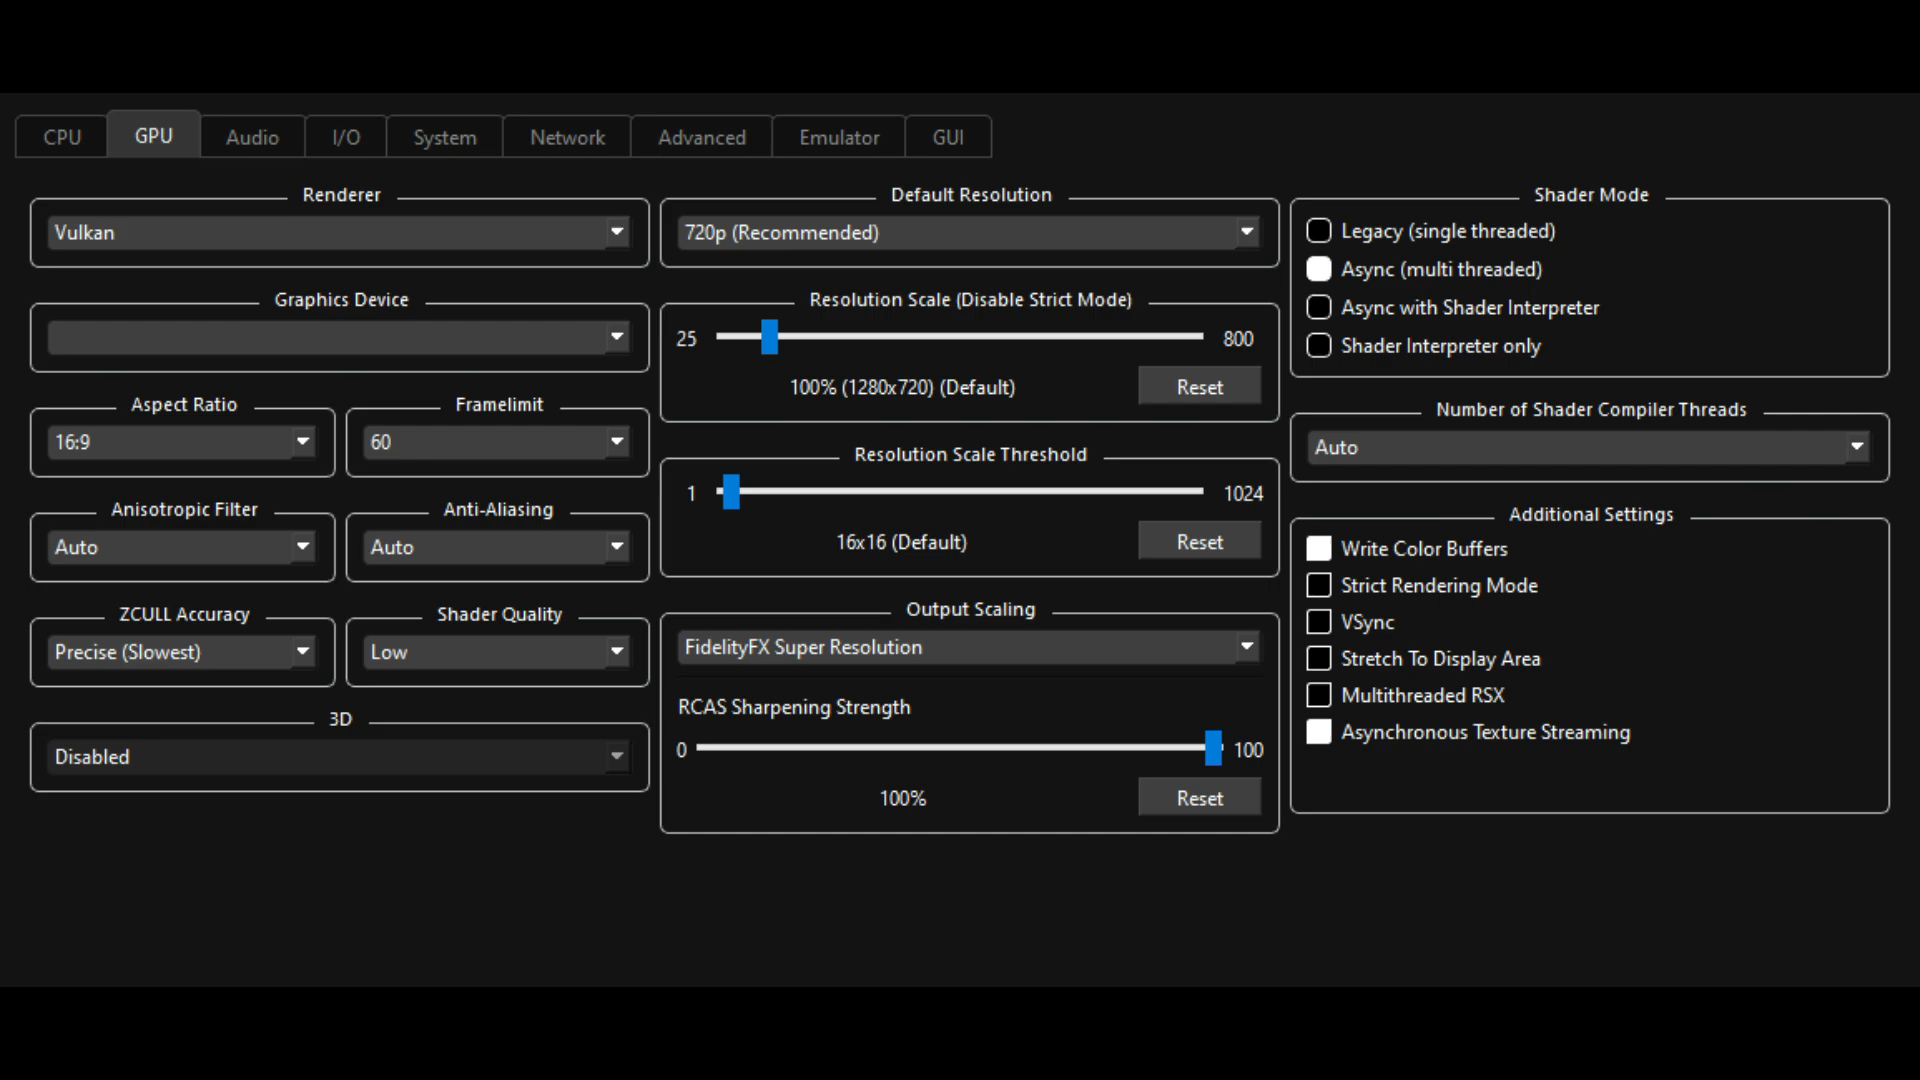 CPU GPU Audio I/O System Network Advanced Emulator GUI
Renderer
Vulkan
Graphics Device
Aspect Ratio
16:9
Framelimit
60
Anisotropic Filter
Auto
Anti-Aliasing
Auto
ZCULL Accuracy
Precise (Slowest)
Shader Quality
Low
3D
Disabled
Default Resolution
720p (Recommended)
Resolution Scale (Disable Strict Mode)
25 800
100% (1280x720) (Default) Reset
Resolution Scale Threshold
1 1024
16x16 (Default) Reset
Output Scaling
FidelityFX Super Resolution
RCAS Sharpening Strength
0 100
100% Reset
Shader Mode
Legacy (single threaded)
Async (multi threaded)
Async with Shader Interpreter
Shader Interpreter only
Number of Shader Compiler Threads
Auto
Additional Settings
Write Color Buffers
Strict Rendering Mode
VSync
Stretch To Display Area
Multithreaded RSX
Asynchronous Texture Streaming